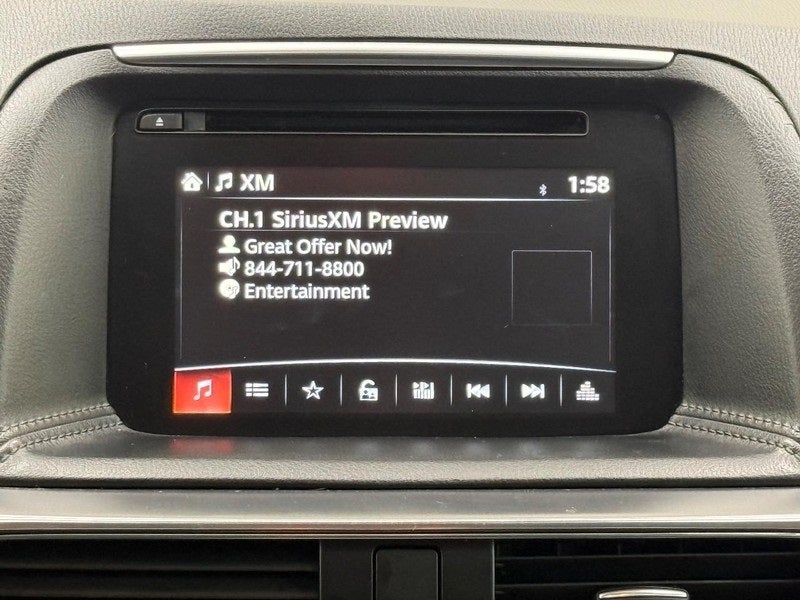 XM 1:58
CH.1 SiriusXM Preview
Great Offer Now!
844-711-8800
Entertainment